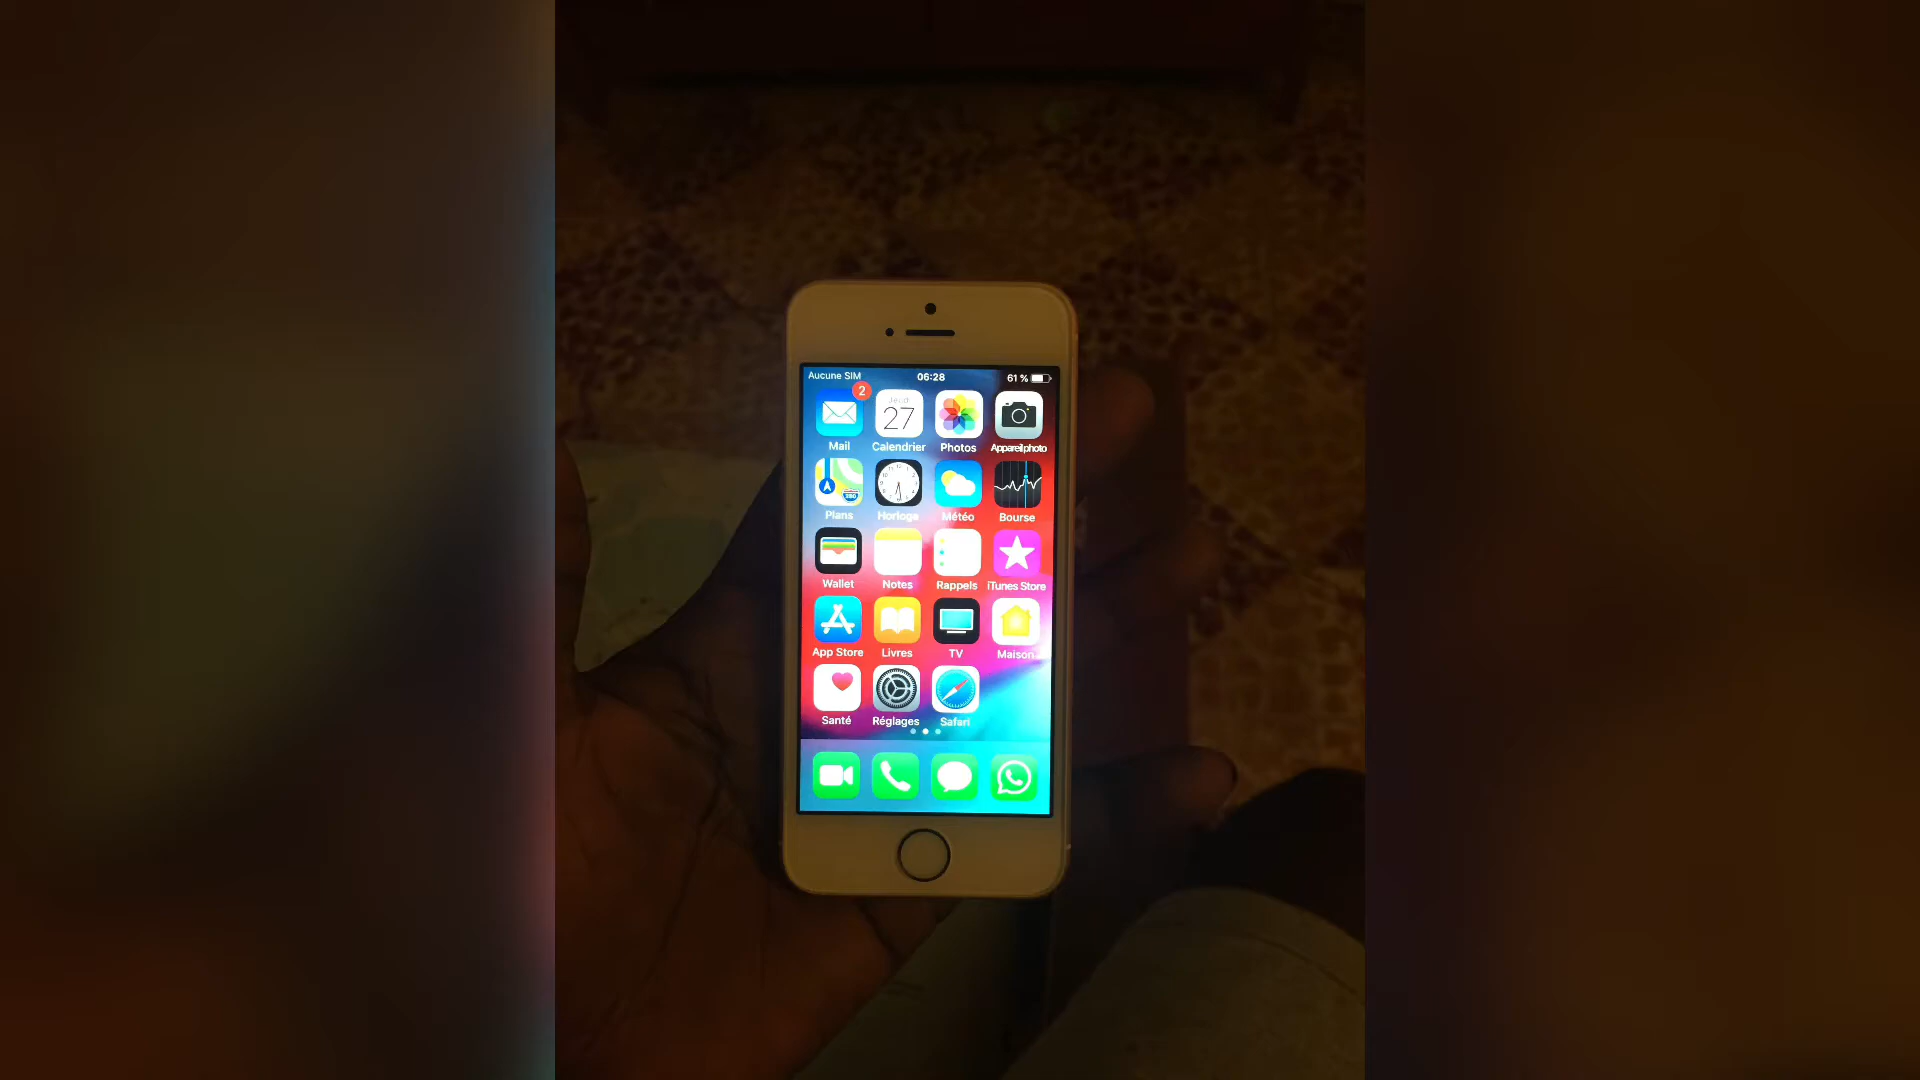 Aucune SIM 06:28 61 %
2
Jeudi
27
Mail Calendrier Photos Appareil photo
280
Plans Horloge Météo Bourse
Wallet Notes Rappels iTunes Store
App Store Livres TV Maison
Santé Réglages Safari